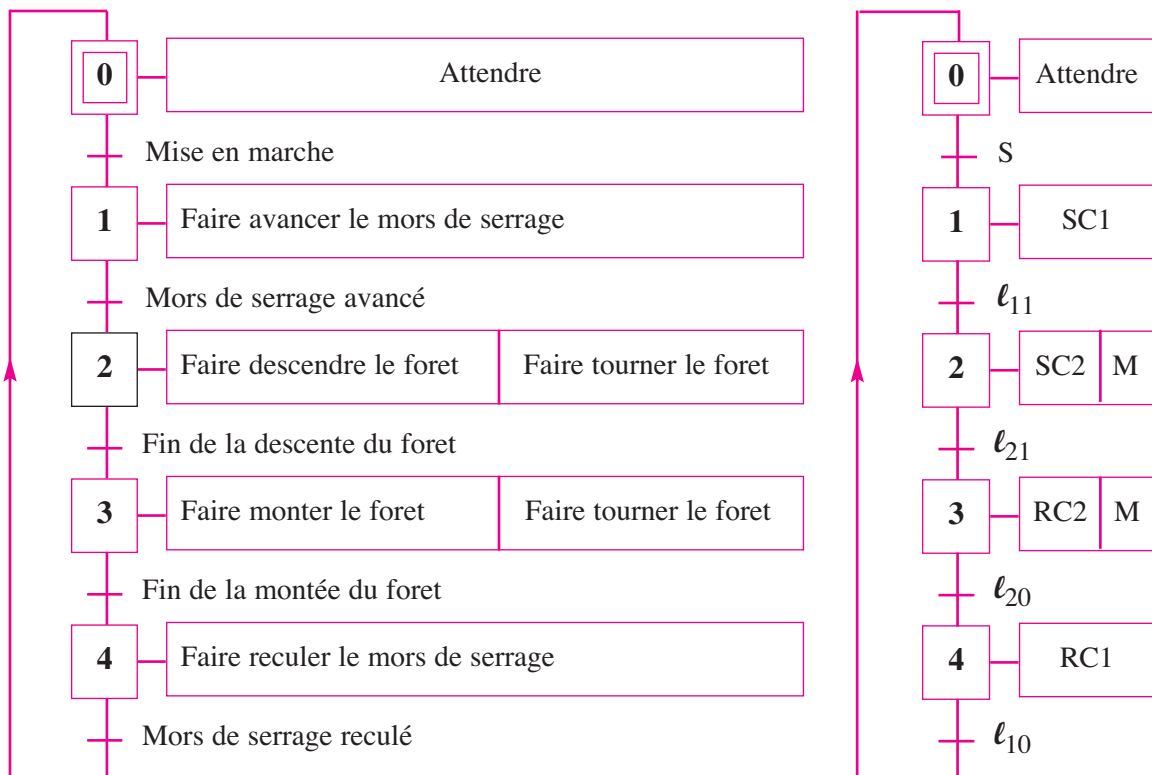 0 Attendre
Mise en marche
1 Faire avancer le mors de serrage
Mors de serrage avancé
2 Faire descendre le foret Faire tourner le foret
Fin de la descente du foret
3 Faire monter le foret Faire tourner le foret
Fin de la montée du foret
4 Faire reculer le mors de serrage
Mors de serrage reculé
0 Attendre
S
1 SC1
ℓ11
2 SC2 M
ℓ21
3 RC2 M
ℓ20
4 RC1
ℓ10